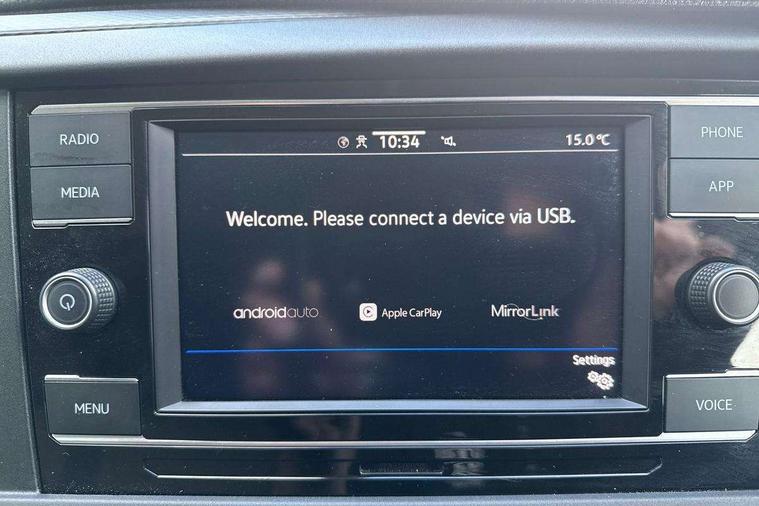 RADIO
MEDIA
MENU
10:34
15.0°C
Welcome. Please connect a device via USB.
androidauto
Apple CarPlay
MirrorLink
Settings
PHONE
APP
VOICE